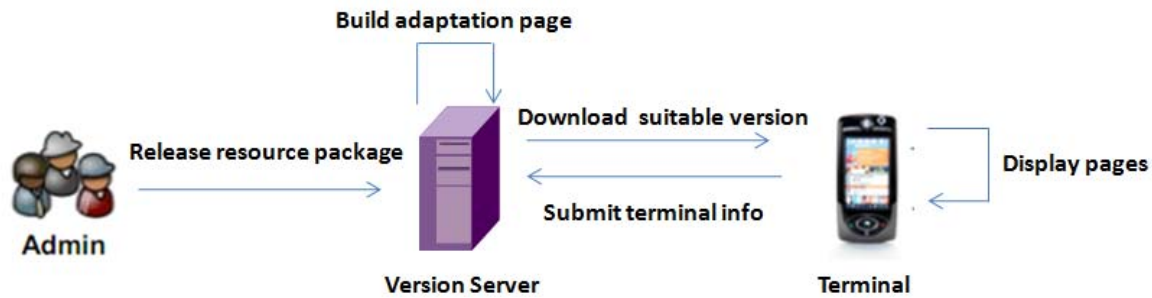 Build adaptation page
Download suitable version
Release resource package
Display pages
Submit terminal info
Admin
Version Server
Terminal